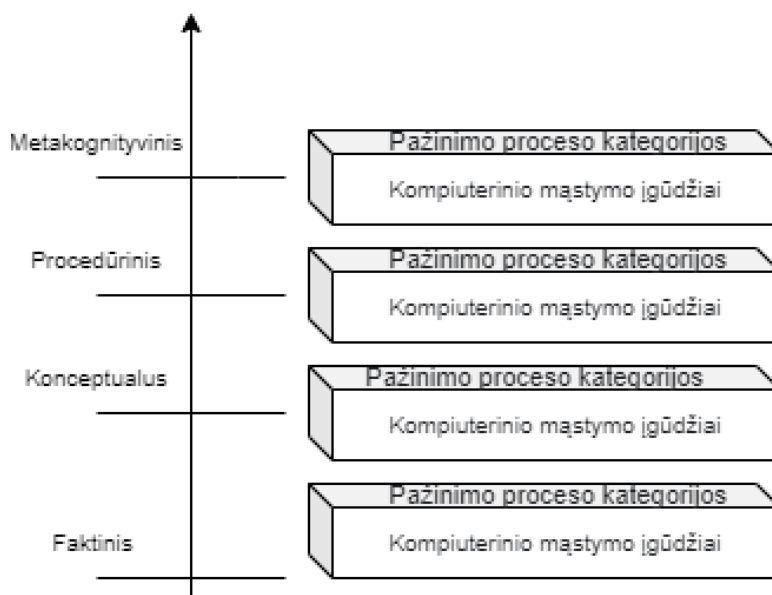 Metakognityvinis
Pažinimo proceso kategorijos
Kompiuterinio mąstymo įgūdžiai
Procedūrinis
Pažinimo proceso kategorijos
Kompiuterinio mąstymo įgūdžiai
Konceptualus
Pažinimo proceso kategorijos
Kompiuterinio mąstymo įgūdžiai
Faktinis
Pažinimo proceso kategorijos
Kompiuterinio mąstymo įgūdžiai